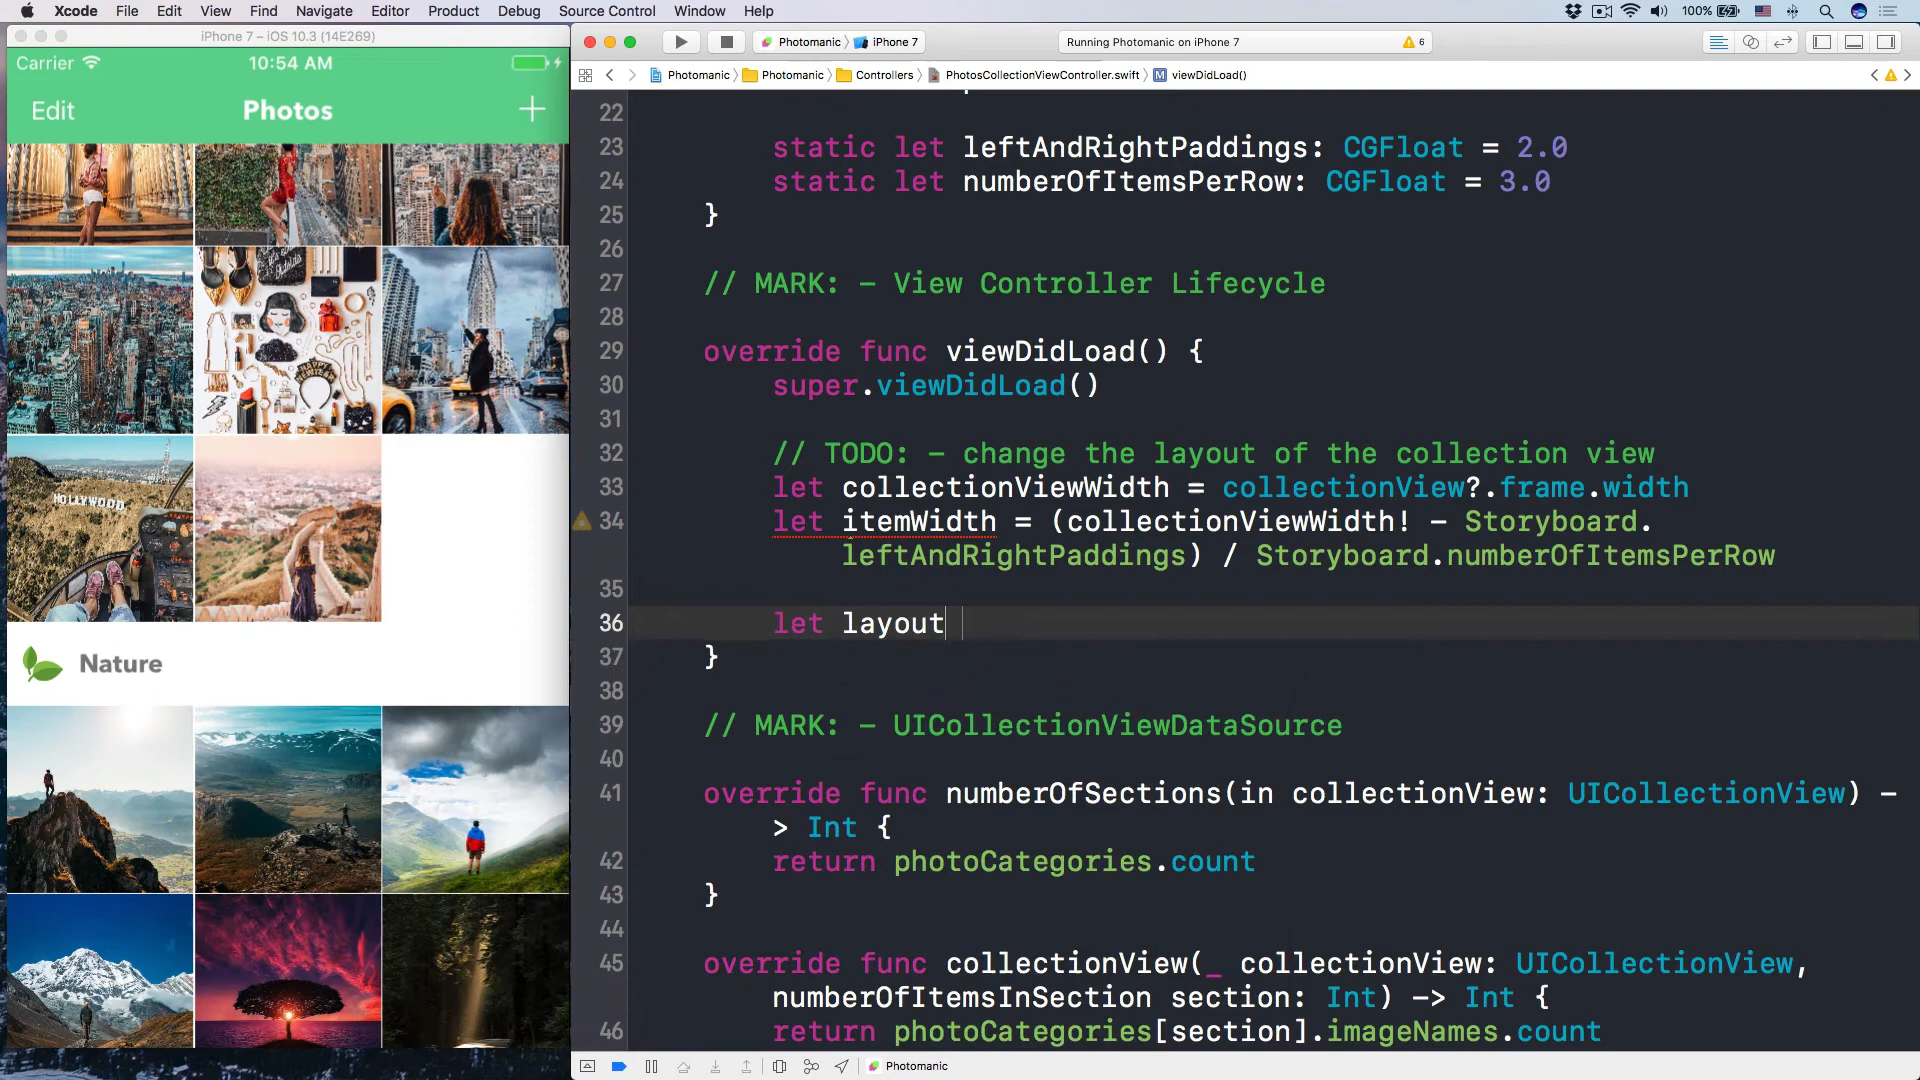 Xcode File Edit View Find Navigate Editor Product Debug Source Control Window Help 100%
iPhone 7 – iOS 10.3 (14E269)
Carrier 10:54 AM
Edit Photos +
HOLLYWOOD
Nature
Photomanic iPhone 7 Running Photomanic on iPhone 7 6
Photomanic Photomanic Controllers PhotosCollectionViewController.swift M viewDidLoad()
22
23 static let leftAndRightPaddings: CGFloat = 2.0
24 static let numberOfItemsPerRow: CGFloat = 3.0
25 }
26
27 // MARK: - View Controller Lifecycle
28
29 override func viewDidLoad() {
30 super.viewDidLoad()
31
32 // TODO: - change the layout of the collection view
33 let collectionViewWidth = collectionView?.frame.width
34 let itemWidth = (collectionViewWidth! - Storyboard.
leftAndRightPaddings) / Storyboard.numberOfItemsPerRow
35
36 let layout
37 }
38
39 // MARK: - UICollectionViewDataSource
40
41 override func numberOfSections(in collectionView: UICollectionView) -
> Int {
42 return photoCategories.count
43 }
44
45 override func collectionView(_ collectionView: UICollectionView,
numberOfItemsInSection section: Int) -> Int {
46 return photoCategories[section].imageNames.count
Photomanic